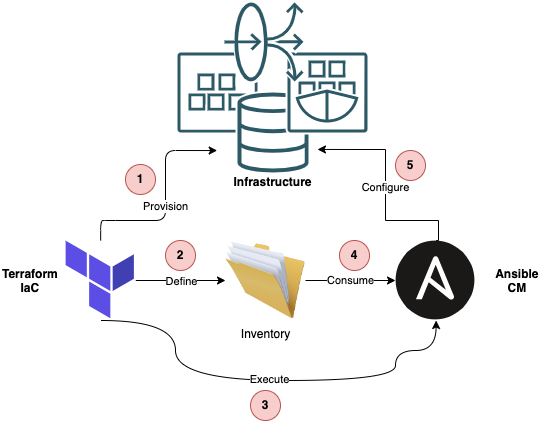 1
Provision
Infrastructure
5
Configure
Terraform
IaC
2
Define
Inventory
4
Consume
Ansible
CM
Execute
3